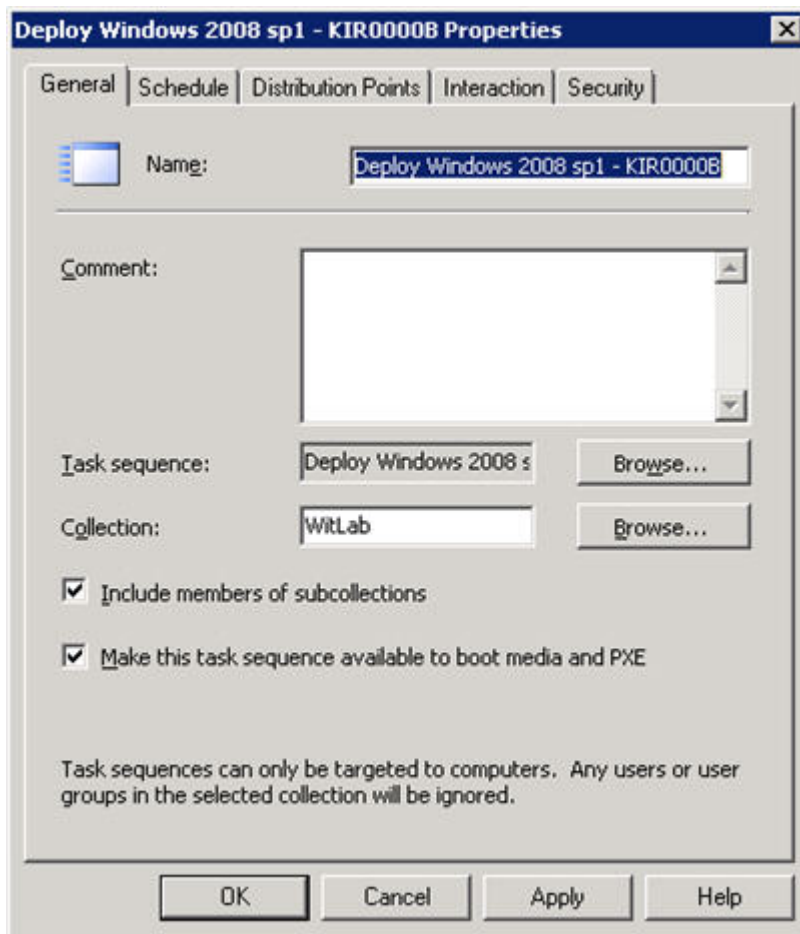 Deploy Windows 2008 sp1 - KIR0000B Properties
General Schedule Distribution Points Interaction Security
Name: Deploy Windows 2008 sp1 - KIR0000B
Comment:
Task sequence: Deploy Windows 2008 s Browse...
Collection: WitLab Browse...
Include members of subcollections
Make this task sequence available to boot media and PXE
Task sequences can only be targeted to computers. Any users or user
groups in the selected collection will be ignored.
OK Cancel Apply Help